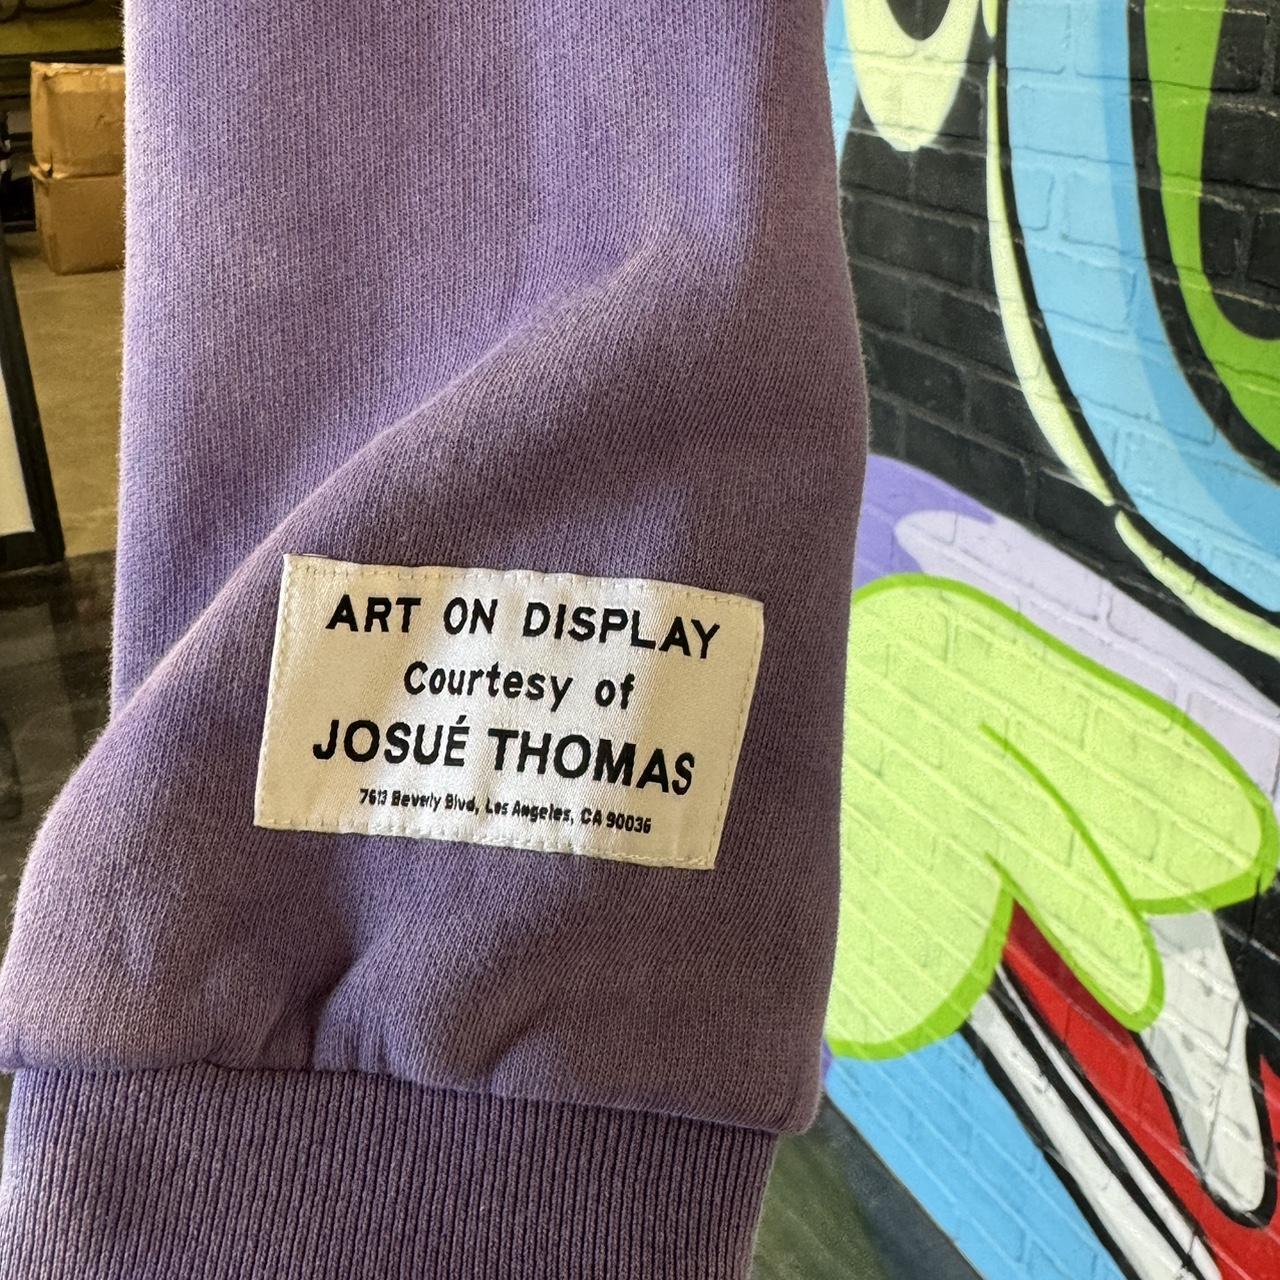 ART ON DISPLAY
Courtesy of
JOSUÉ THOMAS
7613 Beverly Blvd, Los Angeles, CA 90036